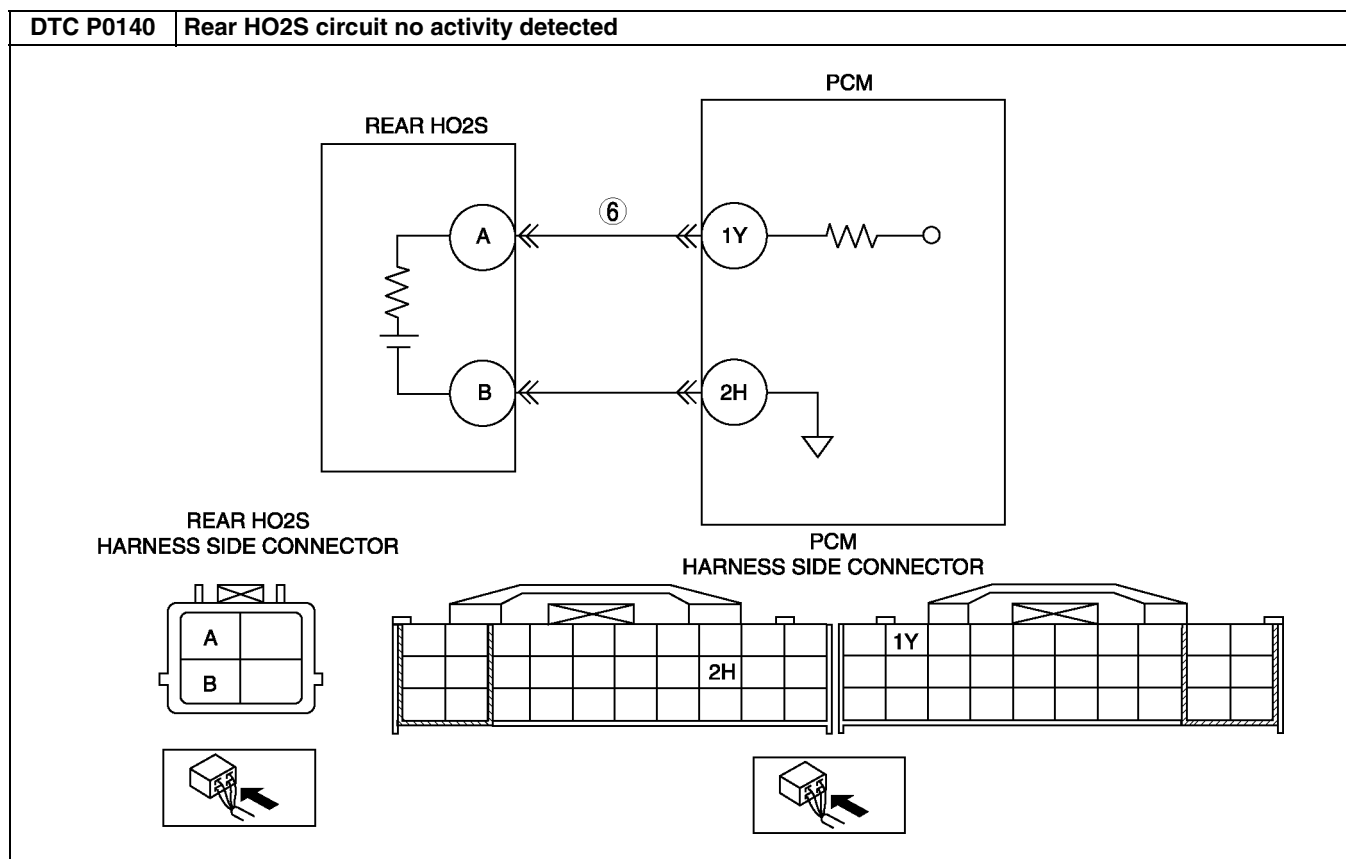 DTC P0140 Rear HO2S circuit no activity detected
PCM
REAR HO2S
⑥
A
1Y
B
2H
REAR HO2S
HARNESS SIDE CONNECTOR
PCM
HARNESS SIDE CONNECTOR
A
B
2H
1Y